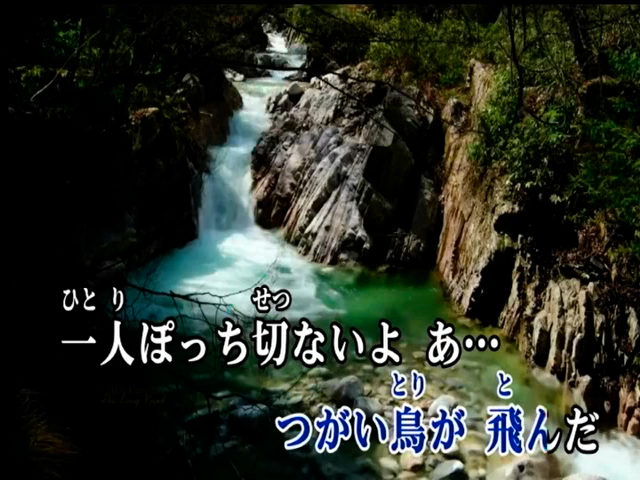 ひとり せつ
一人ぽっち切ないよ あ…
とり と
つがい鳥が 飛んだ